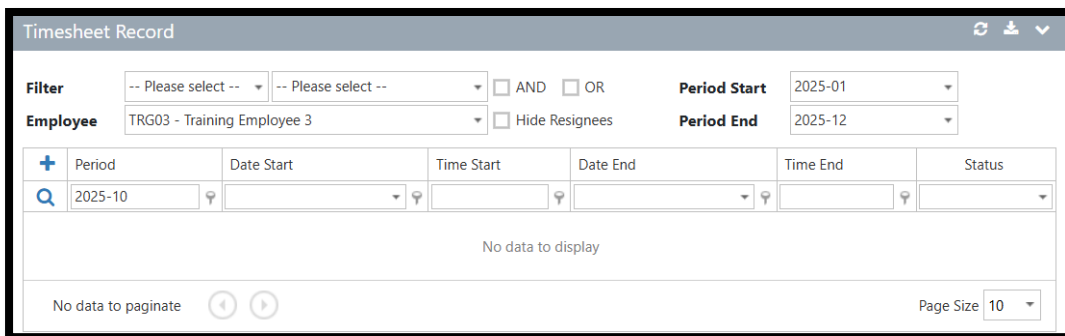 Timesheet Record
Filter -- Please select -- -- Please select -- AND OR Period Start 2025-01
Employee TRG03 - Training Employee 3 Hide Resignees Period End 2025-12
Period Date Start Time Start Date End Time End Status
2025-10
No data to display
No data to paginate Page Size 10